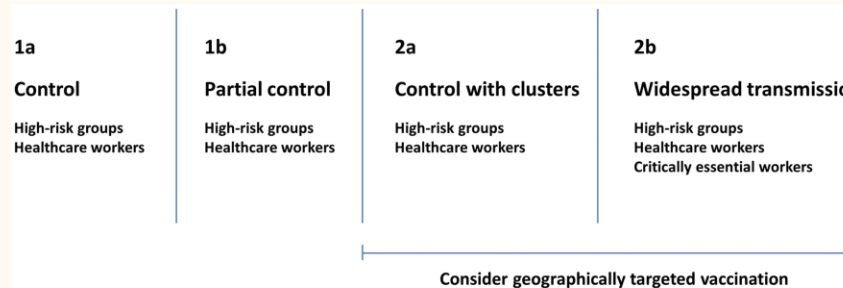 1a
Control
High-risk groups
Healthcare workers
1b
Partial control
High-risk groups
Healthcare workers
2a
Control with clusters
High-risk groups
Healthcare workers
2b
Widespread transmissio
High-risk groups
Healthcare workers
Critically essential workers
Consider geographically targeted vaccination